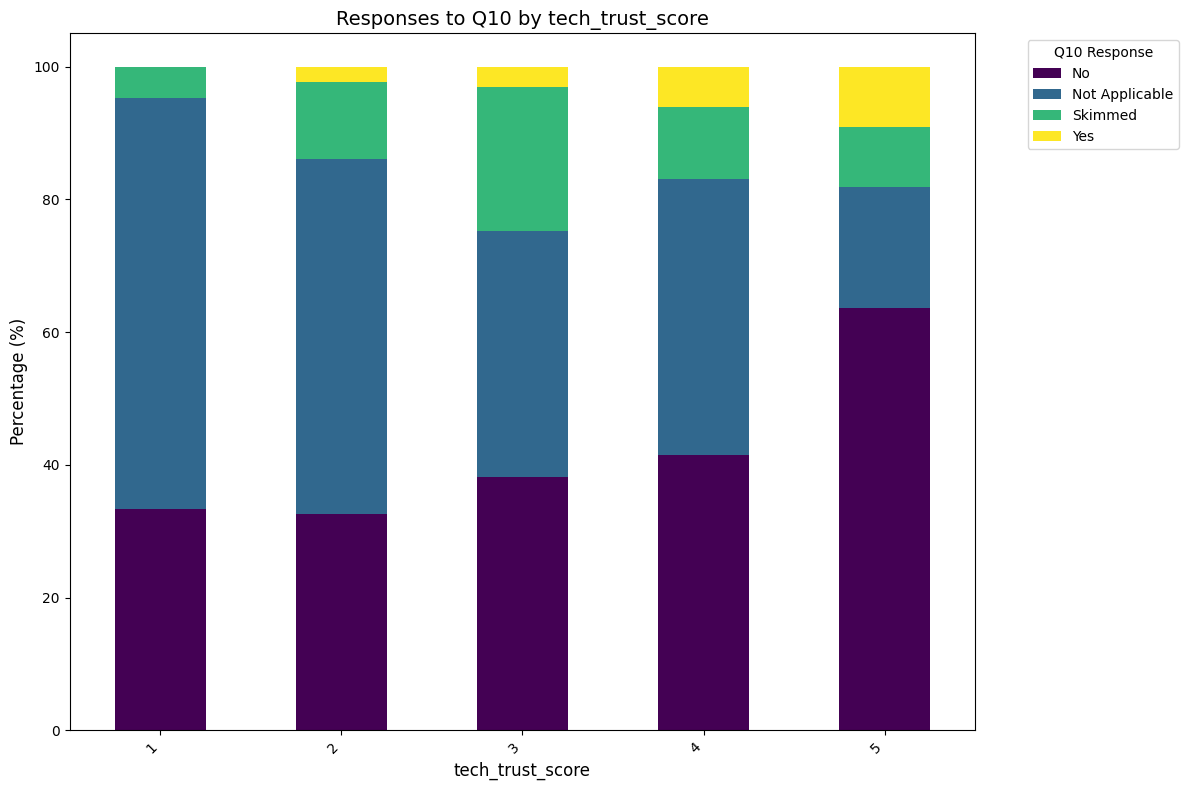 Responses to Q10 by tech_trust_score
Q10 Response
No
Not Applicable
Skimmed
Yes
Percentage (%)
100
80
60
40
20
0
1
2
3
4
5
tech_trust_score